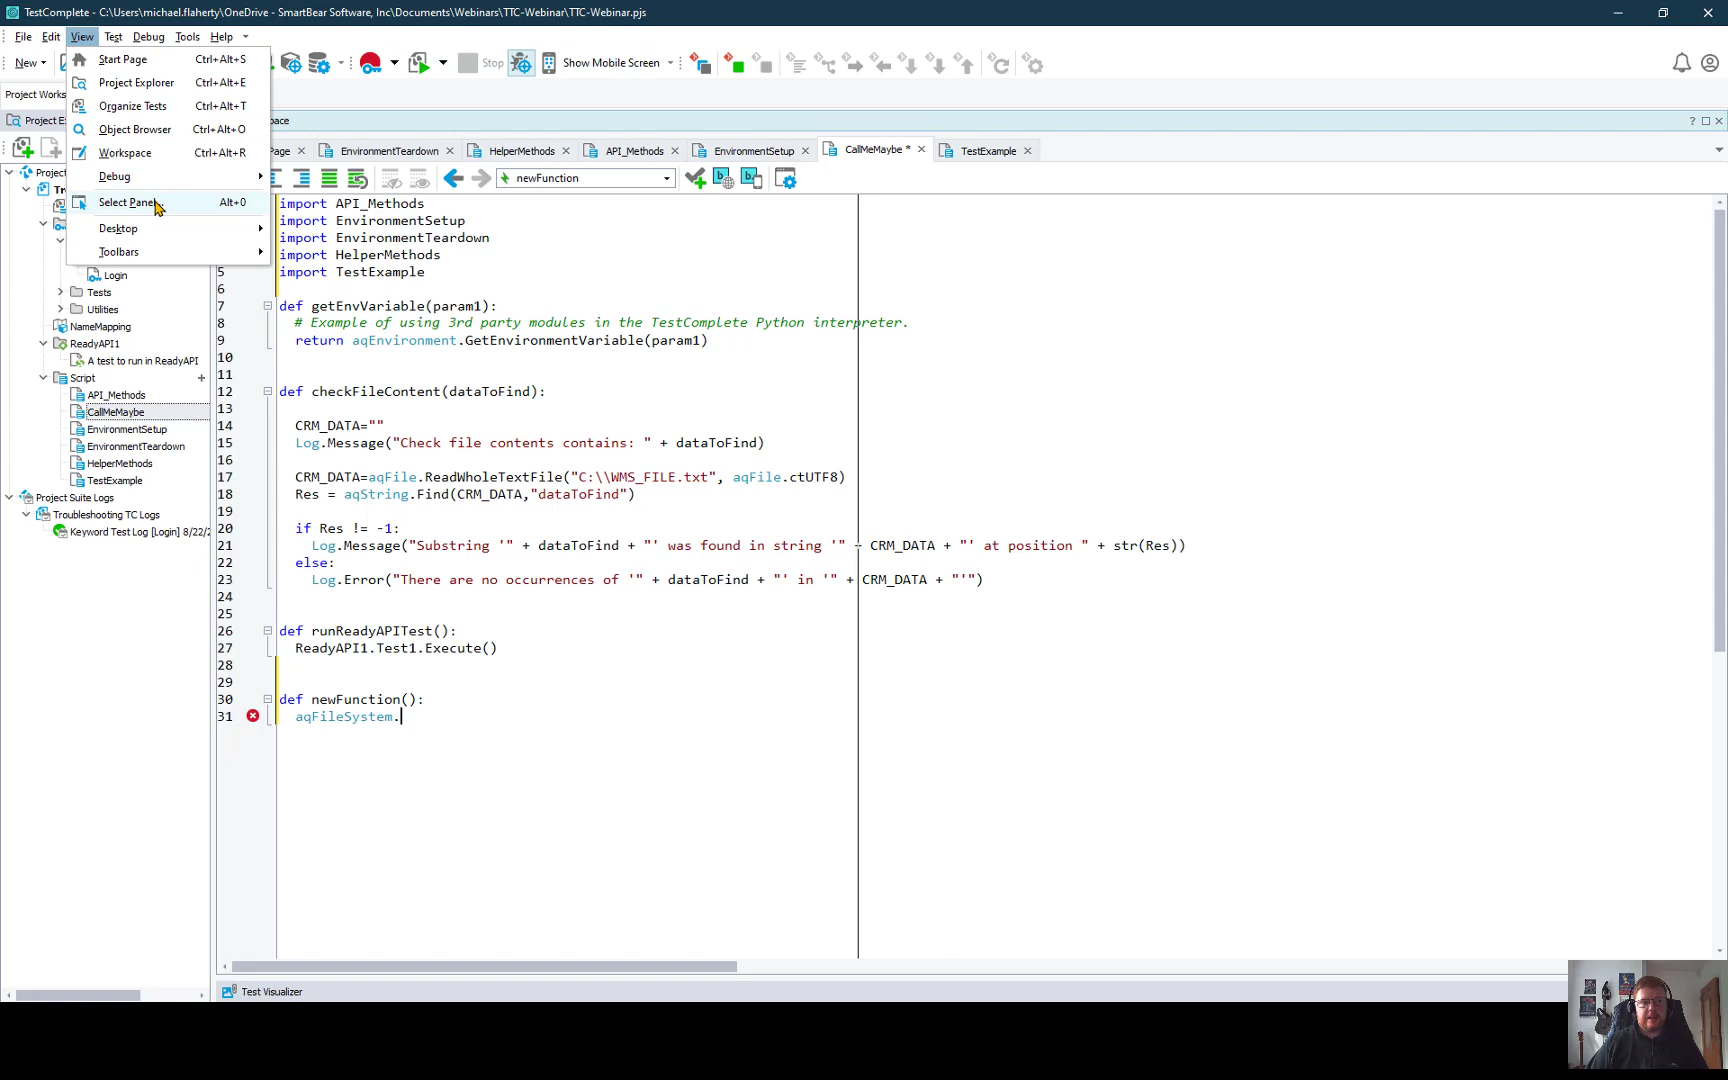 TestComplete - C:\Users\michael.flaherty\OneDrive - SmartBear Software, Inc\Documents\Webinars\TTC-Webinar\TTC-Webinar.pjs
File Edit View Test Debug Tools Help
New Stop Show Mobile Screen
Start Page Ctrl+Alt+S
Project Explorer Ctrl+Alt+E
Organize Tests Ctrl+Alt+T
Object Browser Ctrl+Alt+O
Workspace Ctrl+Alt+R
Debug
Select Panel... Alt+0
Desktop
Toolbars
Project Works
Project Ex
pace
age EnvironmentTeardown HelperMethods API_Methods EnvironmentSetup CallMeMaybe * TestExample
newFunction
Project
Tr
Login
Tests
Utilities
NameMapping
ReadyAPI1
A test to run in ReadyAPI
Script
API_Methods
CallMeMaybe
EnvironmentSetup
EnvironmentTeardown
HelperMethods
TestExample
Project Suite Logs
Troubleshooting TC Logs
Keyword Test Log [Login] 8/22/2
import API_Methods
import EnvironmentSetup
import EnvironmentTeardown
import HelperMethods
5 import TestExample
6
7 def getEnvVariable(param1):
8 # Example of using 3rd party modules in the TestComplete Python interpreter.
9 return aqEnvironment.GetEnvironmentVariable(param1)
10
11
12 def checkFileContent(dataToFind):
13
14 CRM_DATA=""
15 Log.Message("Check file contents contains: " + dataToFind)
16
17 CRM_DATA=aqFile.ReadWholeTextFile("C:\\WMS_FILE.txt", aqFile.ctUTF8)
18 Res = aqString.Find(CRM_DATA,"dataToFind")
19
20 if Res != -1:
21 Log.Message("Substring '" + dataToFind + "' was found in string '" + CRM_DATA + "' at position " + str(Res))
22 else:
23 Log.Error("There are no occurrences of '" + dataToFind + "' in '" + CRM_DATA + "'")
24
25
26 def runReadyAPITest():
27 ReadyAPI1.Test1.Execute()
28
29
30 def newFunction():
31 aqFileSystem.
Test Visualizer